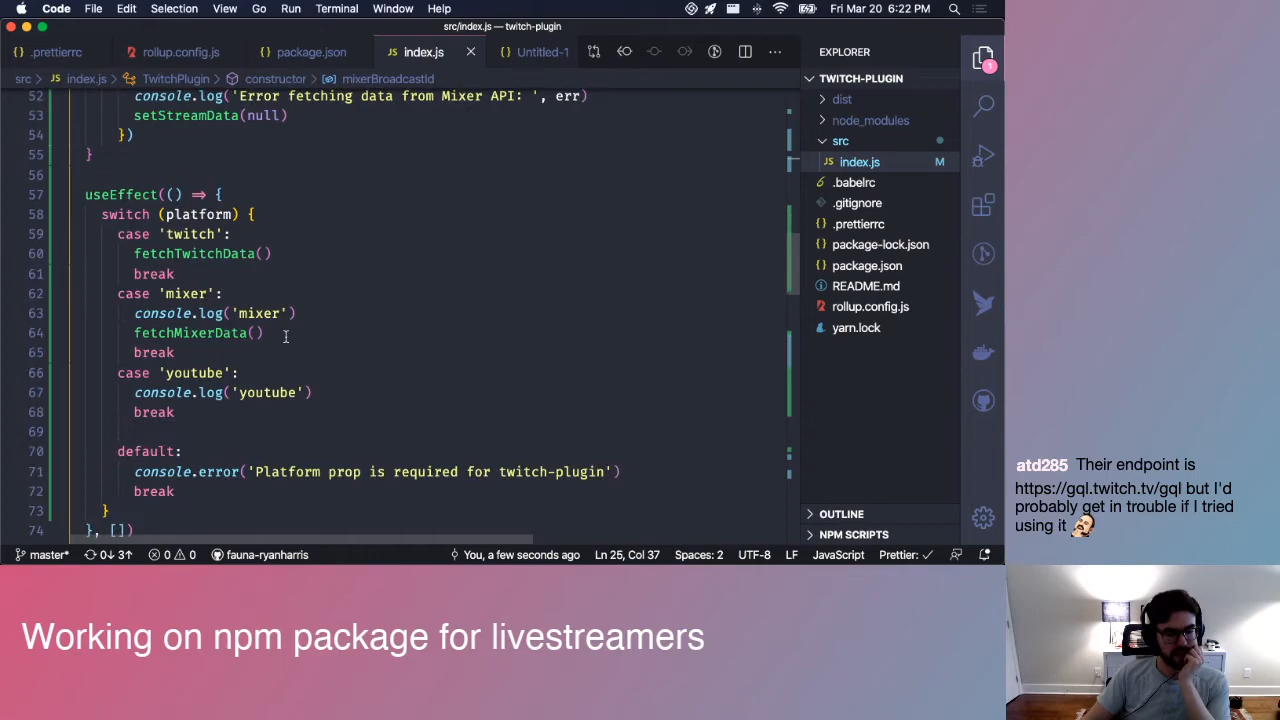 Code File Edit Selection View Go Run Terminal Window Help Fri Mar 20 6:22 PM
src/index.js — twitch-plugin
.prettierrc rollup.config.js package.json JS index.js Untitled-1
src > JS index.js > TwitchPlugin > constructor > mixerBroadcastId
52 console.log('Error fetching data from Mixer API: ', err)
53 setStreamData(null)
54 })
55 }
56
57 useEffect(() => {
58 switch (platform) {
59 case 'twitch':
60 fetchTwitchData()
61 break
62 case 'mixer':
63 console.log('mixer')
64 fetchMixerData()
65 break
66 case 'youtube':
67 console.log('youtube')
68 break
69
70 default:
71 console.error('Platform prop is required for twitch-plugin')
72 break
73 }
74 }, [])
EXPLORER
TWITCH-PLUGIN
dist
node_modules
src
JS index.js M
.babelrc
.gitignore
.prettierrc
package-lock.json
package.json
README.md
rollup.config.js
yarn.lock
OUTLINE
NPM SCRIPTS
1
master* 0↓ 3↑ 0 0 fauna-ryanharris You, a few seconds ago Ln 25, Col 37 Spaces: 2 UTF-8 LF JavaScript Prettier: ✓
atd285 Their endpoint is
https://gql.twitch.tv/gql but I'd
probably get in trouble if I tried
using it
Working on npm package for livestreamers